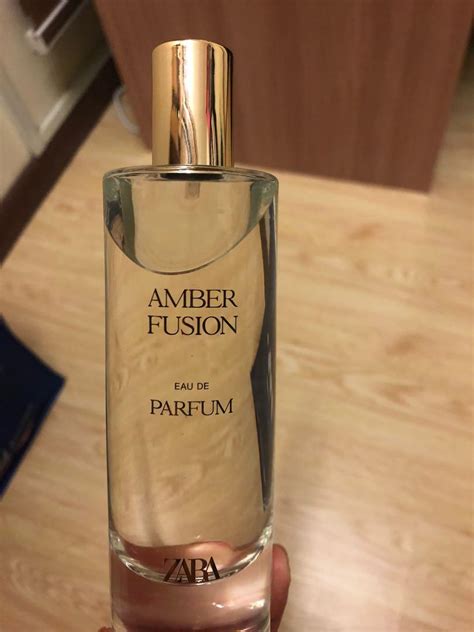 AMBER
FUSION
EAU DE
PARFUM
ZARA